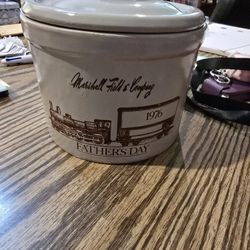 Marshall Field & Company
1976
FATHER'S DAY